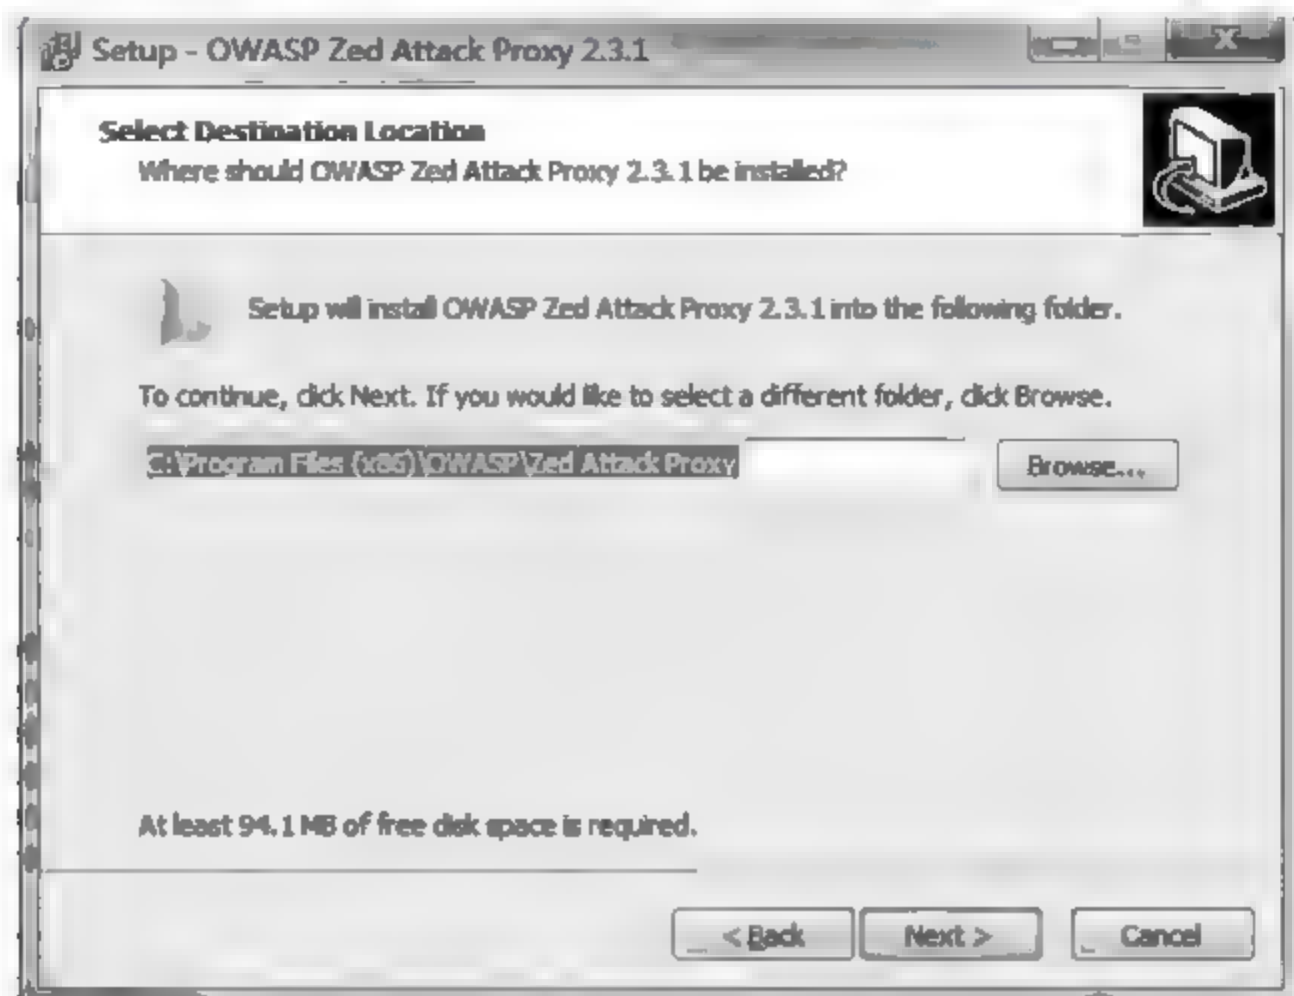 Setup - OWASP Zed Attack Proxy 2.3.1
Select Destination Location
Where should OWASP Zed Attack Proxy 2.3.1 be installed?
Setup will install OWASP Zed Attack Proxy 2.3.1 into the following folder.
To continue, click Next. If you would like to select a different folder, click Browse.
C:\Program Files (x86)\OWASP\Zed Attack Proxy
Browse...
At least 94.1 MB of free disk space is required.
< Back
Next >
Cancel